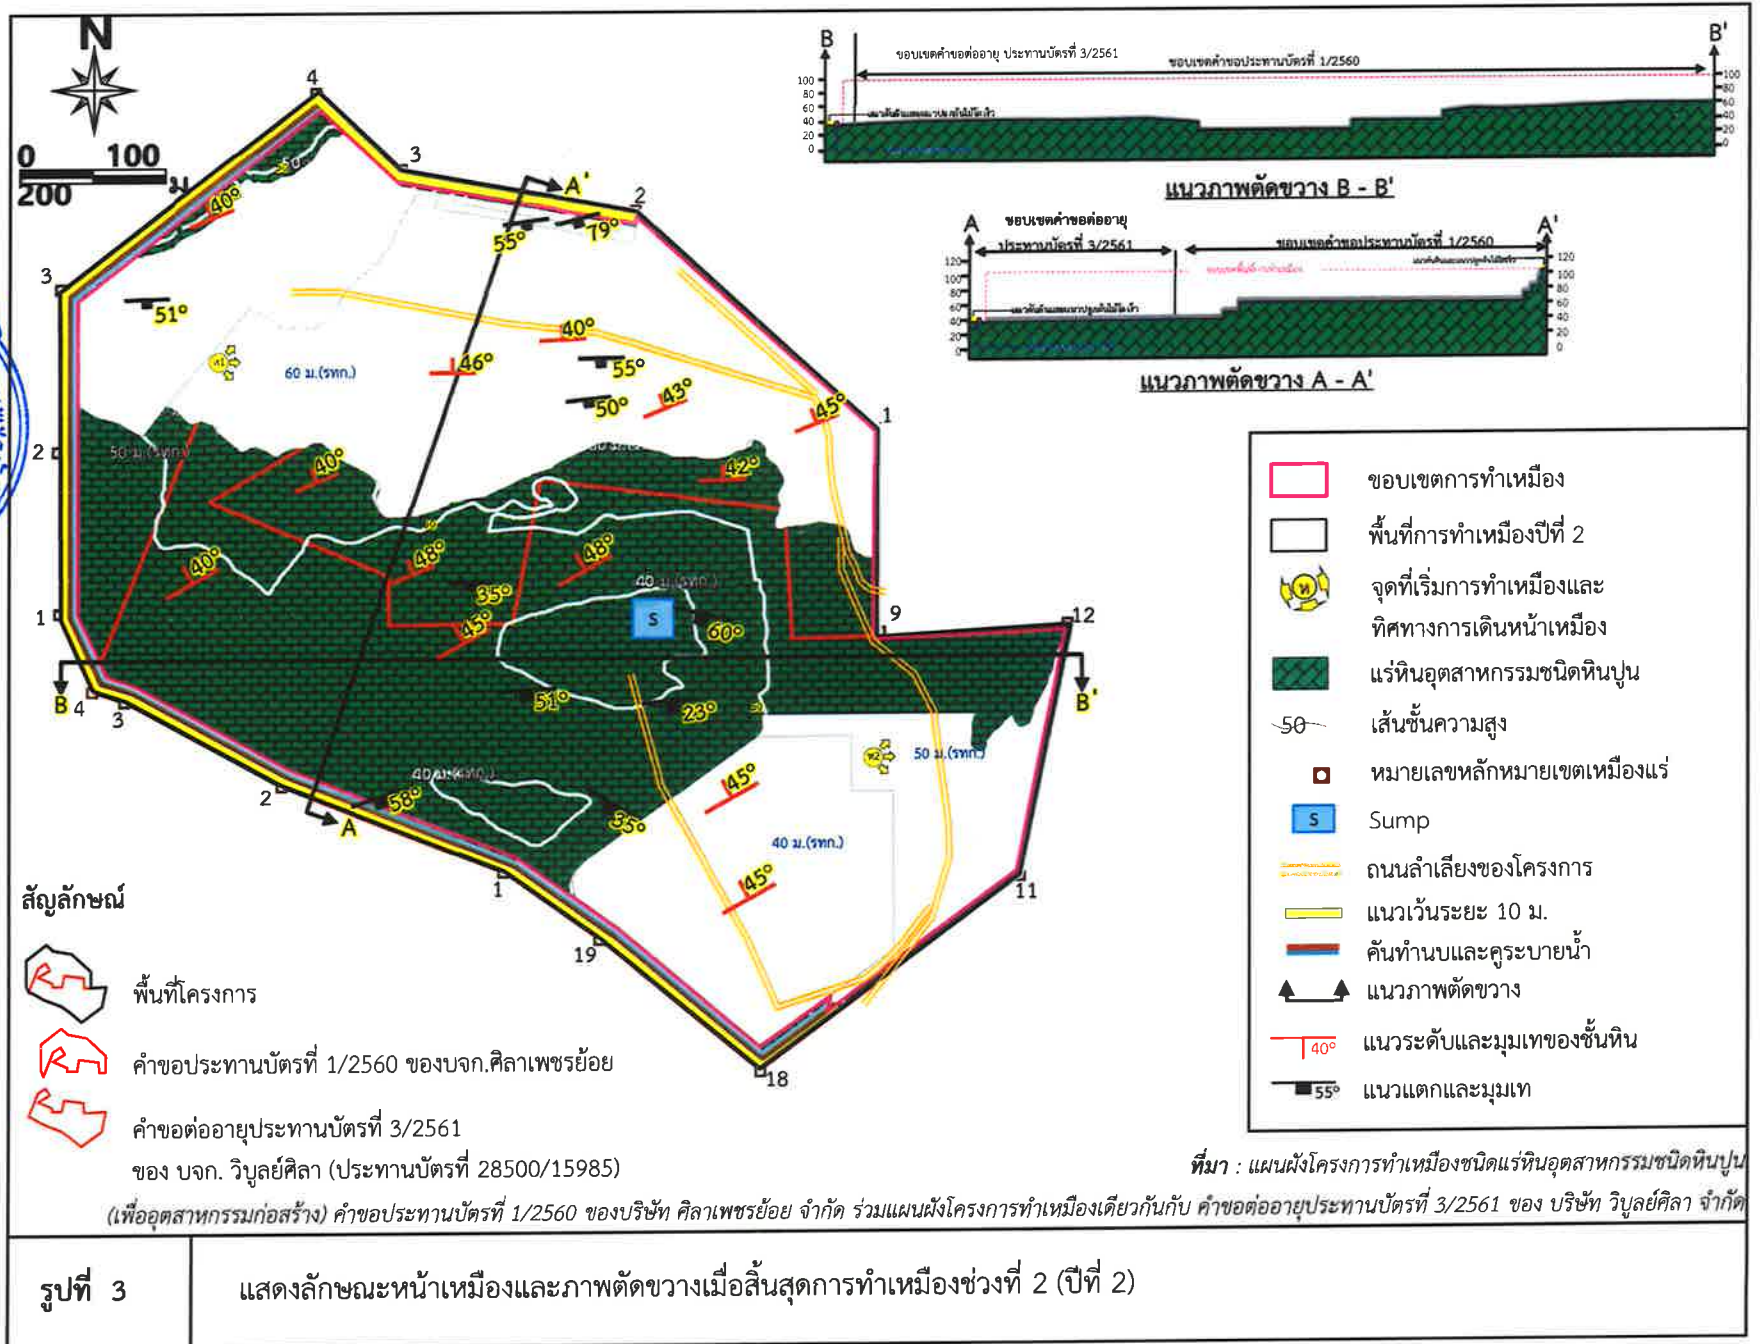 N
0 100
200 ม
4
3
2
3
2
1
4
3
2
1
19
18
11
12
9
1
A'
A
B
B'
40°
50
55°
79°
51°
40°
46°
55°
43°
50°
45°
60 ม.(รทก.)
50 ม.(รทก.)
40°
42°
40°
48°
48°
35°
45°
40 ม.(รทก.)
S
60°
51°
23°
50 ม.(รทก.)
40 ม.(รทก.)
58°
35°
45°
40 ม.(รทก.)
45°
B
B'
ขอบเขตคำขอต่ออายุ ประทานบัตรที่ 3/2561
ขอบเขตคำขอประทานบัตรที่ 1/2560
100
80
60
40
20
0
100
80
60
40
20
0
แนวภาพตัดขวาง B - B'
A
A'
ขอบเขตคำขอต่ออายุ
ประทานบัตรที่ 3/2561
ขอบเขตคำขอประทานบัตรที่ 1/2560
120
100
80
60
40
20
0
120
100
80
60
40
20
0
แนวภาพตัดขวาง A - A'
ขอบเขตการทำเหมือง
พื้นที่การทำเหมืองปีที่ 2
จุดที่เริ่มการทำเหมืองและ
ทิศทางการเดินหน้าเหมือง
แร่หินอุตสาหกรรมชนิดหินปูน
50 เส้นชั้นความสูง
หมายเลขหลักหมายเขตเหมืองแร่
S Sump
ถนนลำเลียงของโครงการ
แนวเว้นระยะ 10 ม.
คันทำนบและคูระบายน้ำ
แนวภาพตัดขวาง
40° แนวระดับและมุมเทของชั้นหิน
55° แนวแตกและมุมเท
สัญลักษณ์
พื้นที่โครงการ
คำขอประทานบัตรที่ 1/2560 ของบจก.ศิลาเพชรย้อย
คำขอต่ออายุประทานบัตรที่ 3/2561
ของ บจก. วิบูลย์ศิลา (ประทานบัตรที่ 28500/15985)
ที่มา : แผนผังโครงการทำเหมืองชนิดแร่หินอุตสาหกรรมชนิดหินปูน
(เพื่ออุตสาหกรรมก่อสร้าง) คำขอประทานบัตรที่ 1/2560 ของบริษัท ศิลาเพชรย้อย จำกัด ร่วมแผนผังโครงการทำเหมืองเดียวกันกับ คำขอต่ออายุประทานบัตรที่ 3/2561 ของ บริษัท วิบูลย์ศิลา จำกัด
รูปที่ 3 แสดงลักษณะหน้าเหมืองและภาพตัดขวางเมื่อสิ้นสุดการทำเหมืองช่วงที่ 2 (ปีที่ 2)